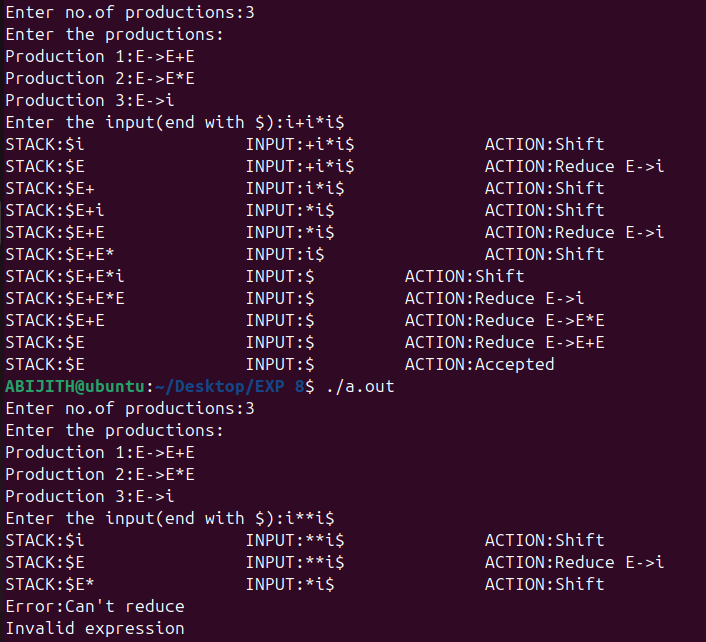 Enter no.of productions:3
Enter the productions:
Production 1:E->E+E
Production 2:E->E*E
Production 3:E->i
Enter the input(end with $):i+i*i$
STACK:$i INPUT:+i*i$ ACTION:Shift
STACK:$E INPUT:+i*i$ ACTION:Reduce E->i
STACK:$E+ INPUT:i*i$ ACTION:Shift
STACK:$E+i INPUT:*i$ ACTION:Shift
STACK:$E+E INPUT:*i$ ACTION:Reduce E->i
STACK:$E+E* INPUT:i$ ACTION:Shift
STACK:$E+E*i INPUT:$ ACTION:Shift
STACK:$E+E*E INPUT:$ ACTION:Reduce E->i
STACK:$E+E INPUT:$ ACTION:Reduce E->E*E
STACK:$E INPUT:$ ACTION:Reduce E->E+E
STACK:$E INPUT:$ ACTION:Accepted
ABIJITH@ubuntu:~/Desktop/EXP 8$ ./a.out
Enter no.of productions:3
Enter the productions:
Production 1:E->E+E
Production 2:E->E*E
Production 3:E->i
Enter the input(end with $):i**i$
STACK:$i INPUT:**i$ ACTION:Shift
STACK:$E INPUT:**i$ ACTION:Reduce E->i
STACK:$E* INPUT:*i$ ACTION:Shift
Error:Can't reduce
Invalid expression